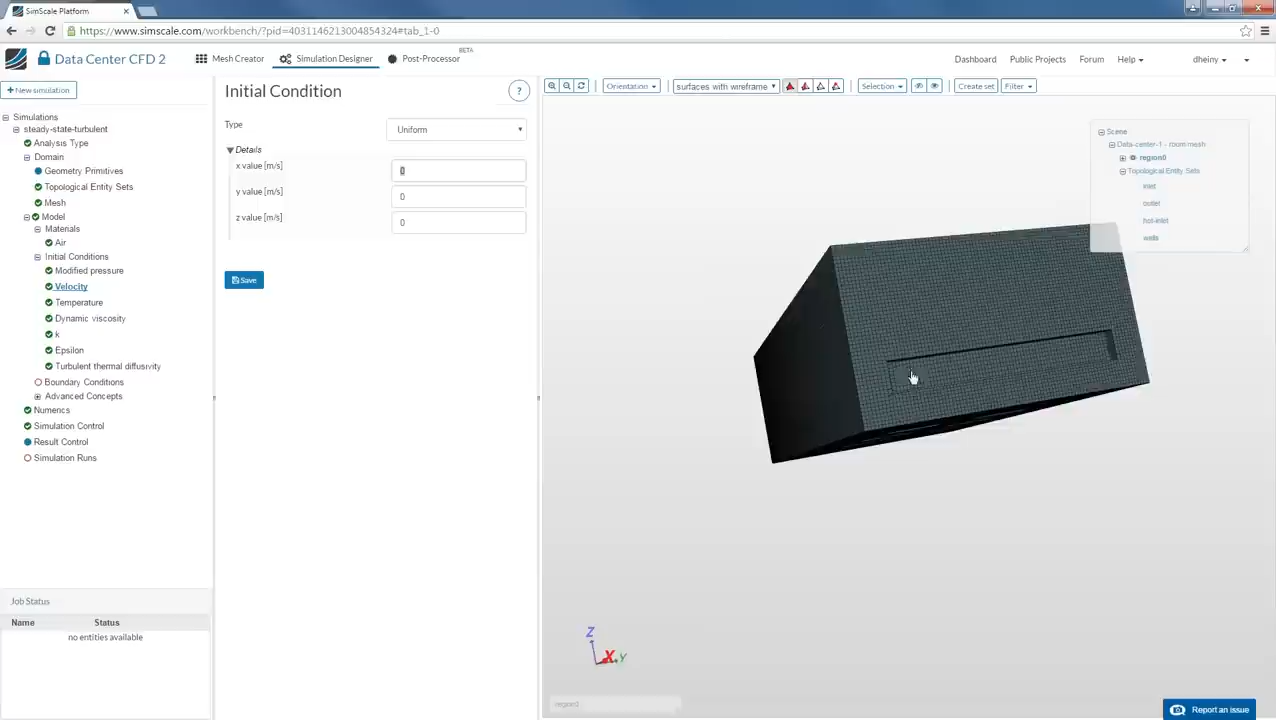 SimScale Platform
https://www.simscale.com/workbench/?pid=4031146213004854324#tab_1-0
Data Center CFD 2
Mesh Creator
Simulation Designer
Post-Processor
BETA
Dashboard
Public Projects
Forum
Help
dheiny
+ New simulation
Simulations
steady-state-turbulent
Analysis Type
Domain
Geometry Primitives
Topological Entity Sets
Mesh
Model
Materials
Air
Initial Conditions
Modified pressure
Velocity
Temperature
Dynamic viscosity
k
Epsilon
Turbulent thermal diffusivity
Boundary Conditions
Advanced Concepts
Numerics
Simulation Control
Result Control
Simulation Runs
Job Status
Name Status
no entities available
Initial Condition
?
Type
Uniform
Details
x value [m/s]
0
y value [m/s]
0
z value [m/s]
0
Save
Orientation
surfaces with wireframe
Selection
Create set
Filter
Scene
Data-center-1 - room mesh
region0
Topological Entity Sets
inlet
outlet
hot-inlet
walls
Z
X
Y
region0
Report an issue